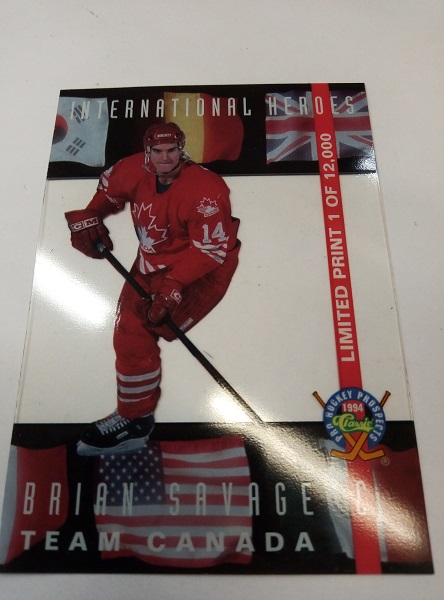 INTERNATIONAL HEROES
LIMITED PRINT 1 OF 12,000
14
CCM
1994
Classic
PRO HOCKEY PROSPECTS
BRIAN SAVAGE C
TEAM CANADA